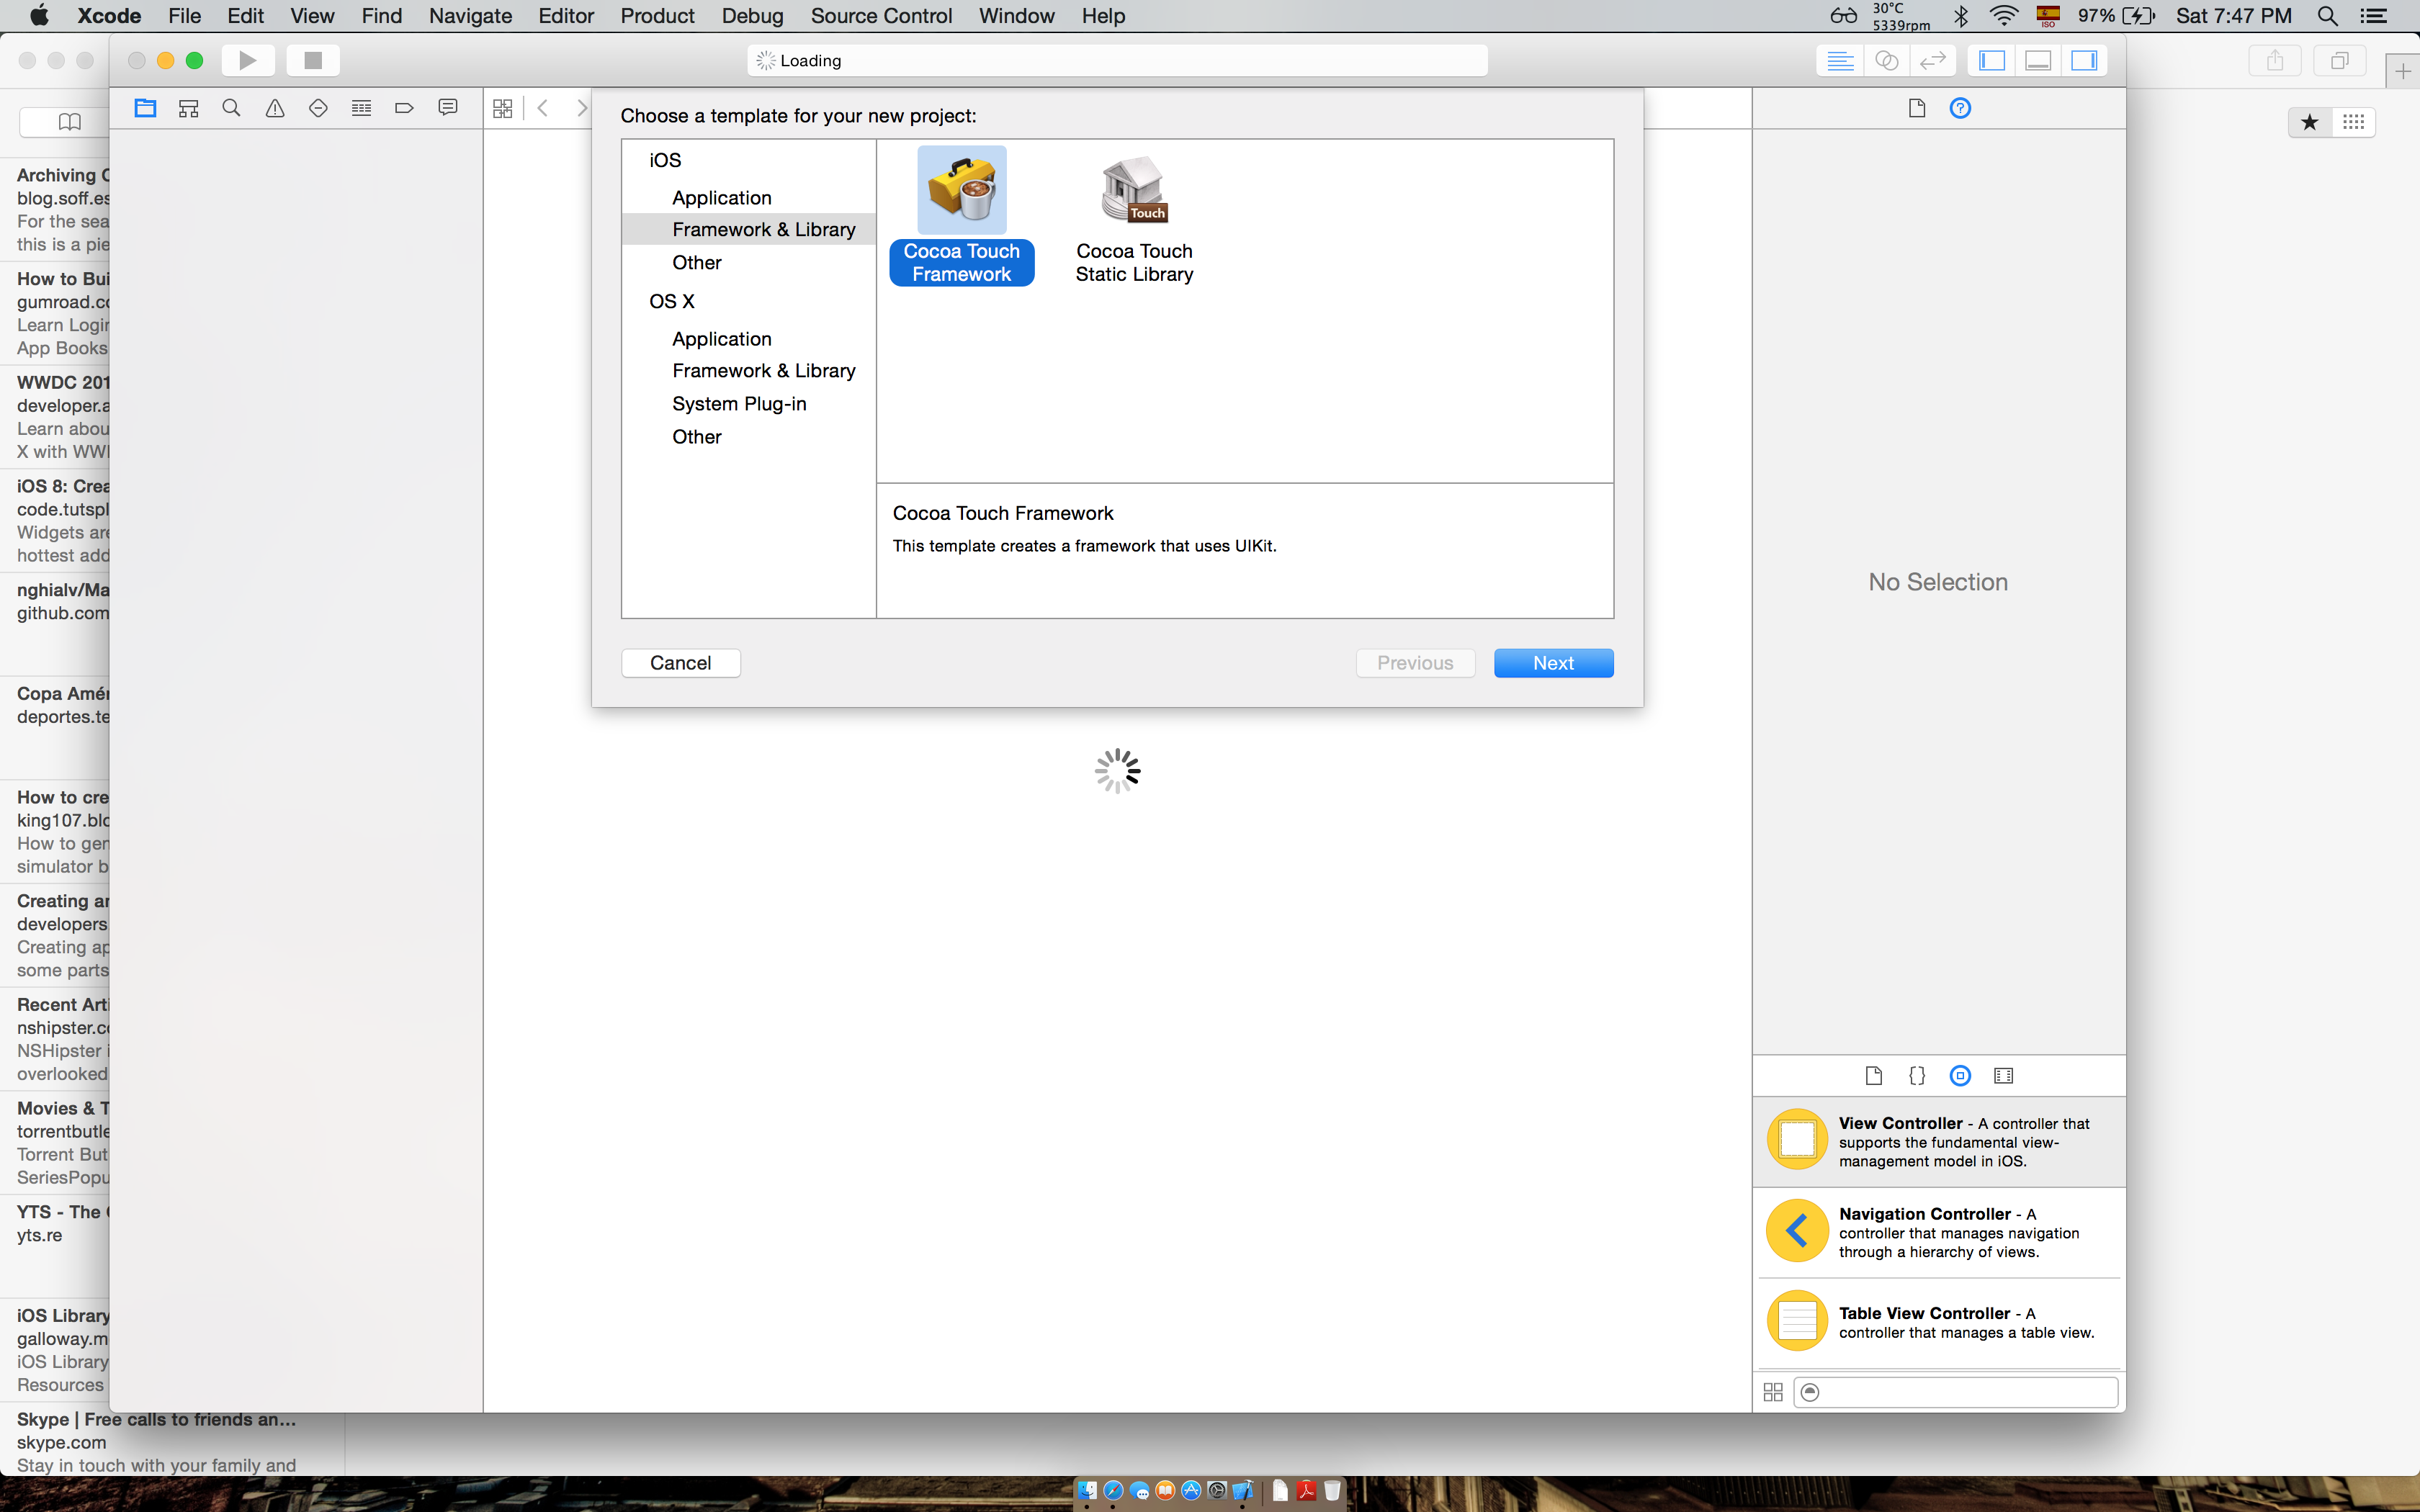 Xcode File Edit View Find Navigate Editor Product Debug Source Control Window Help
30°C
5339rpm
ISO
97%
Sat 7:47 PM
Loading
Archiving
blog.soff.es
For the sea
this is a pie
How to Bui
gumroad.co
Learn Login
App Books
WWDC 201
developer.a
Learn abou
X with WW
iOS 8: Crea
code.tutspl
Widgets are
hottest add
nghialv/Ma
github.com
Copa Amér
deportes.te
How to cre
king107.blo
How to gen
simulator b
Creating an
developers
Creating ap
some parts
Recent Arti
nshipster.co
NSHipster i
overlooked
Movies & T
torrentbutle
Torrent But
SeriesPopu
YTS - The
yts.re
iOS Library
galloway.m
iOS Library
Resources
Skype | Free calls to friends an...
skype.com
Stay in touch with your family and
Choose a template for your new project:
iOS
Application
Framework & Library
Other
OS X
Application
Framework & Library
System Plug-in
Other
Cocoa Touch
Framework
Touch
Cocoa Touch
Static Library
Cocoa Touch Framework
This template creates a framework that uses UIKit.
Cancel
Previous
Next
No Selection
View Controller - A controller that
supports the fundamental view-
management model in iOS.
Navigation Controller - A
controller that manages navigation
through a hierarchy of views.
Table View Controller - A
controller that manages a table view.